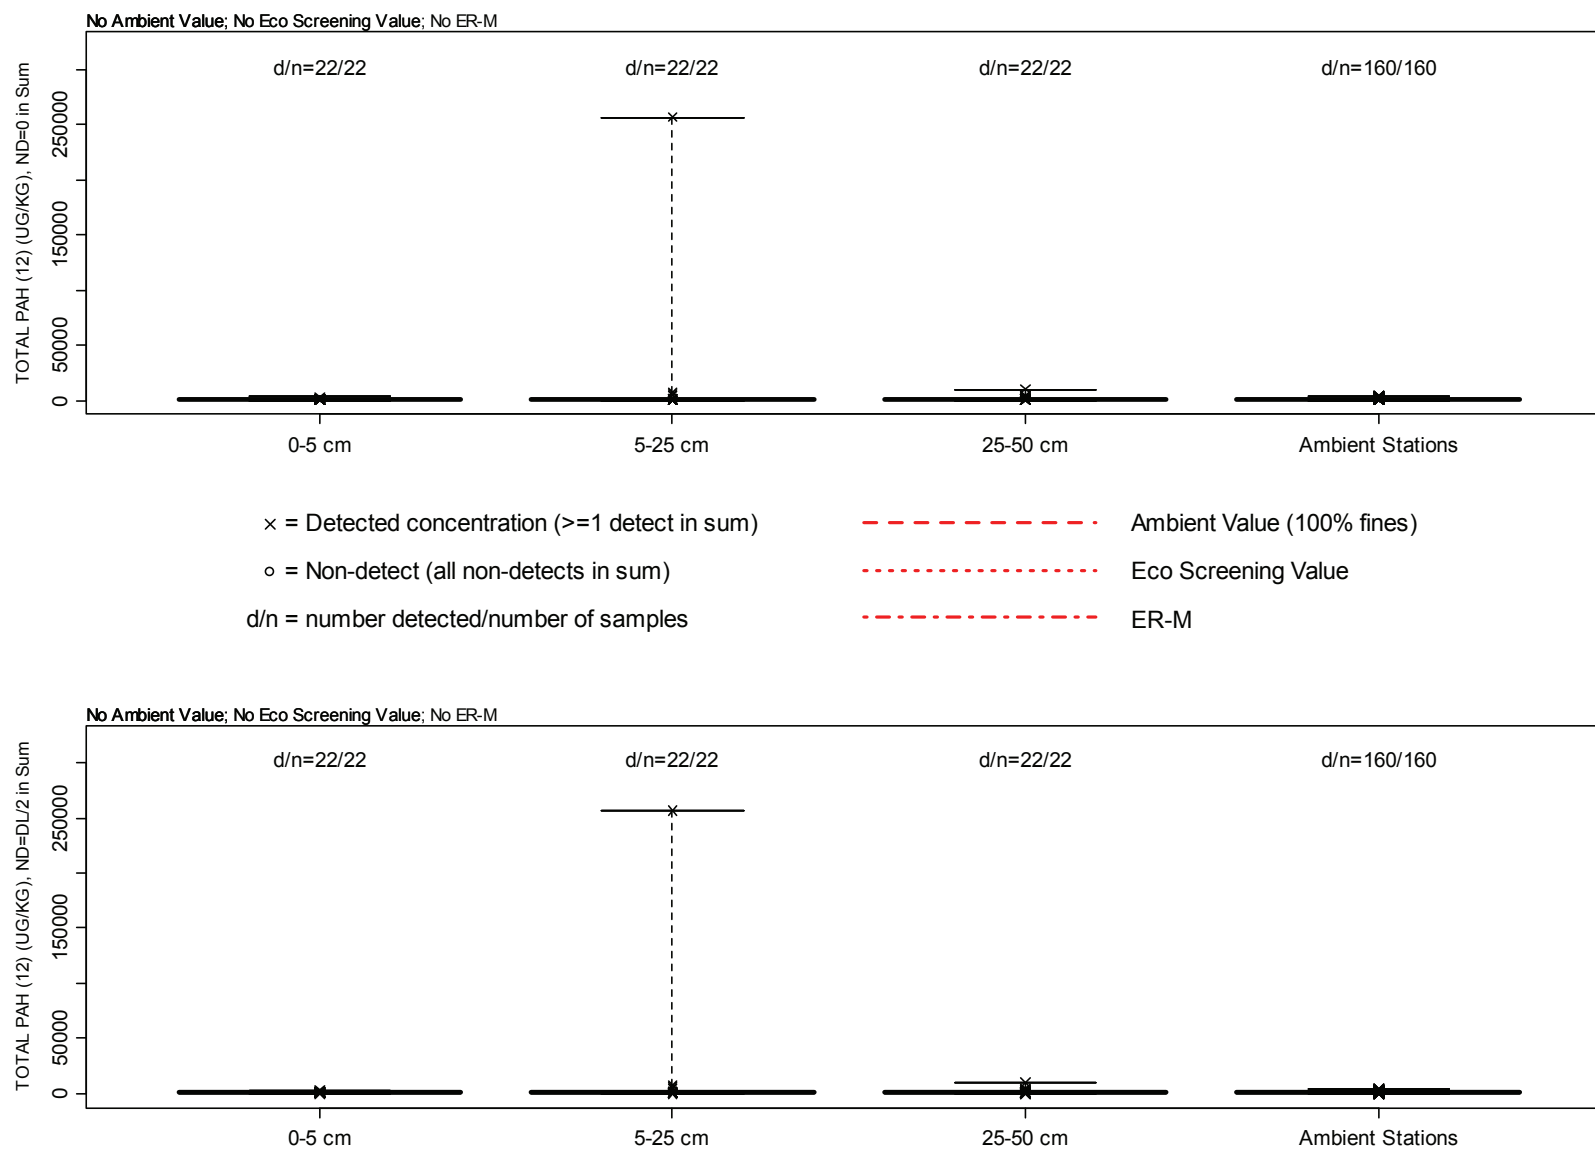 No Ambient Value; No Eco Screening Value; No ER-M
d/n=22/22 d/n=22/22 d/n=22/22 d/n=160/160
TOTAL PAH (12) (UG/KG), ND=0 in Sum
250000
150000
50000
0
0-5 cm 5-25 cm 25-50 cm Ambient Stations
× = Detected concentration (>=1 detect in sum) Ambient Value (100% fines)
o = Non-detect (all non-detects in sum) Eco Screening Value
d/n = number detected/number of samples ER-M
No Ambient Value; No Eco Screening Value; No ER-M
d/n=22/22 d/n=22/22 d/n=22/22 d/n=160/160
TOTAL PAH (12) (UG/KG), ND=DL/2 in Sum
250000
150000
50000
0
0-5 cm 5-25 cm 25-50 cm Ambient Stations